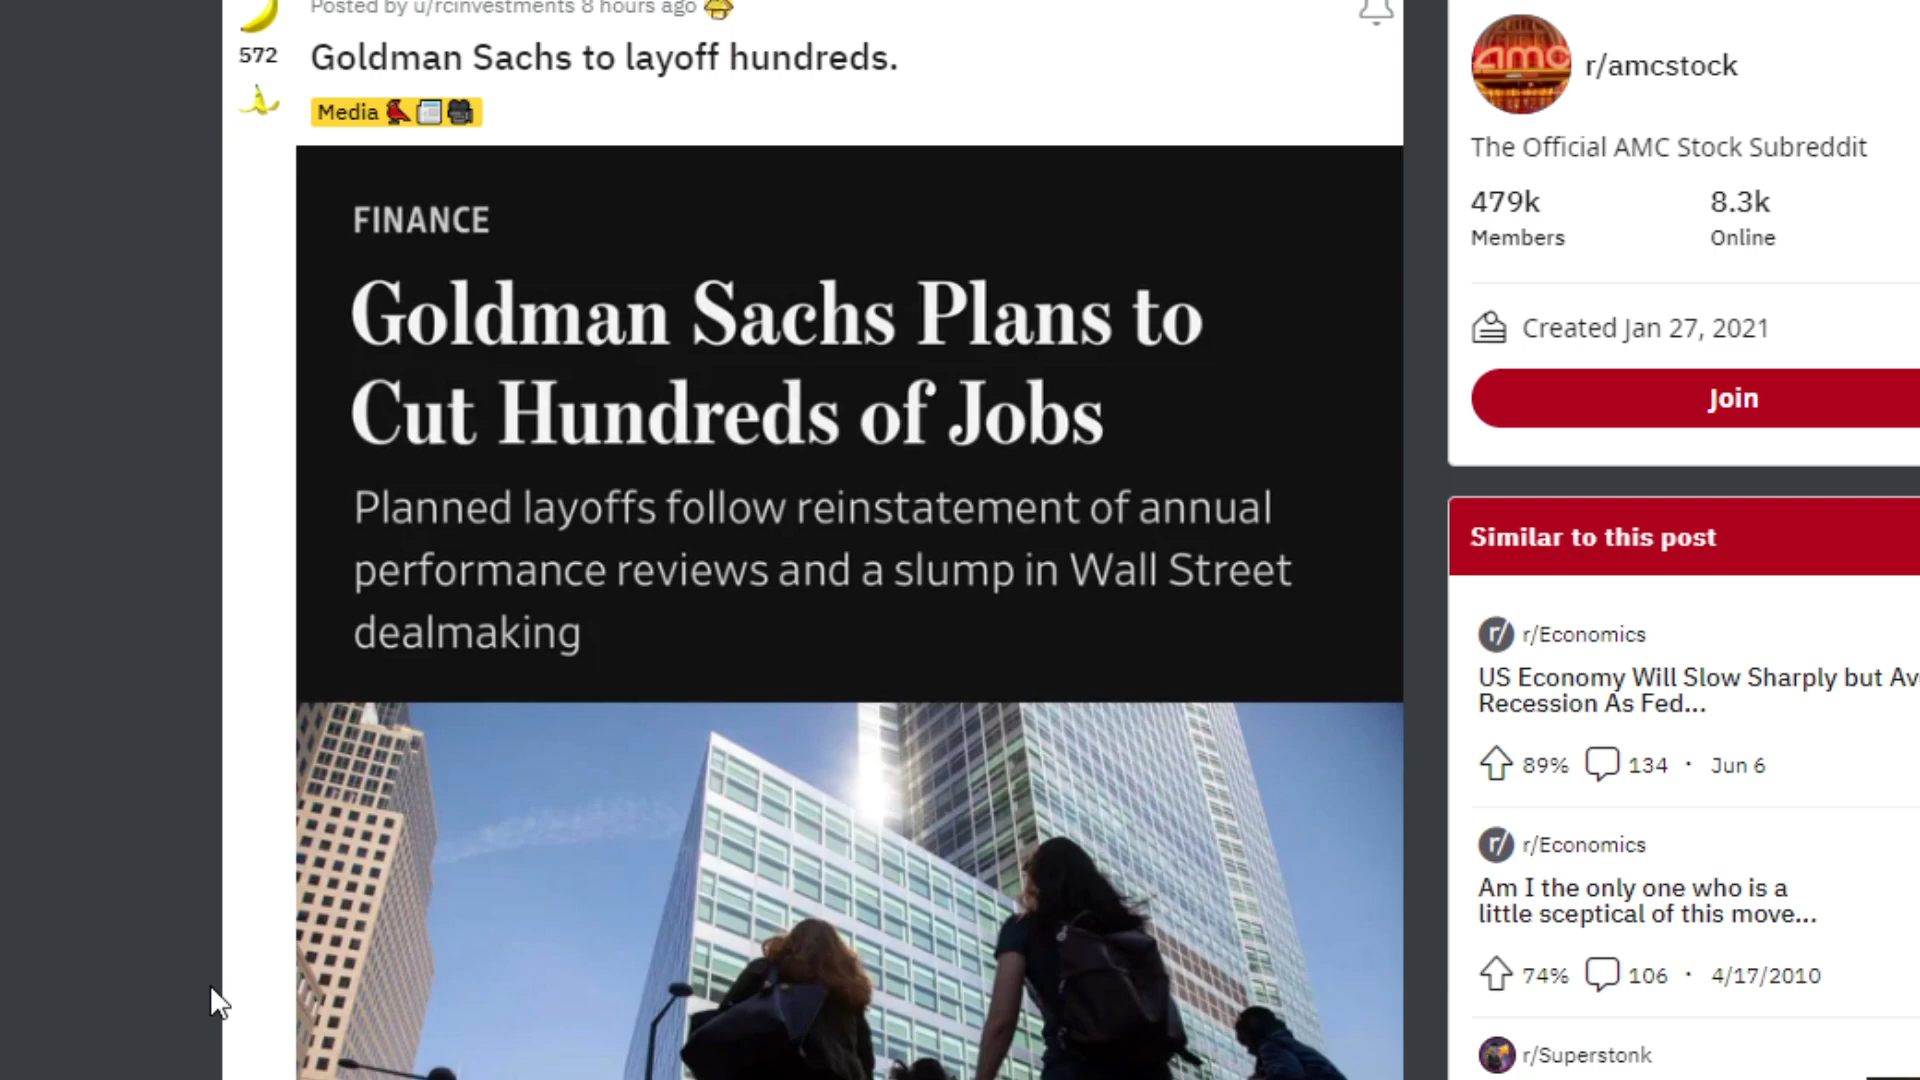 Posted by u/rcinvestments 8 hours ago
572
Goldman Sachs to layoff hundreds.
Media
FINANCE
Goldman Sachs Plans to
Cut Hundreds of Jobs
Planned layoffs follow reinstatement of annual
performance reviews and a slump in Wall Street
dealmaking
amc
r/amcstock
The Official AMC Stock Subreddit
479k
8.3k
Members
Online
Created Jan 27, 2021
Join
Similar to this post
r/
r/Economics
US Economy Will Slow Sharply but Av
Recession As Fed...
89%
134
·
Jun 6
r/
r/Economics
Am I the only one who is a
little sceptical of this move...
74%
106
·
4/17/2010
r/Superstonk